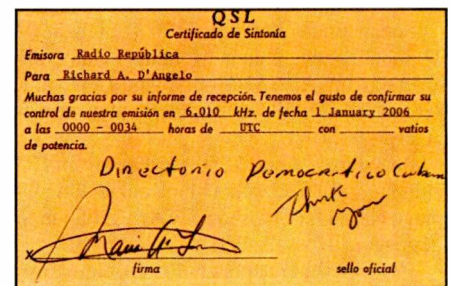 QSL
Certificado de Sintonía
Emisora Radio República
Para Richard A. D'Angelo
Muchas gracias por su informe de recepción. Tenemos el gusto de confirmar su
control de nuestra emisión en 6.010 kHz. de fecha 1 January 2006
a las 0000 - 0034 horas de UTC con vatios
de potencia.
Directorio Democratico Cubano
Thank
you
x
firma sello oficial